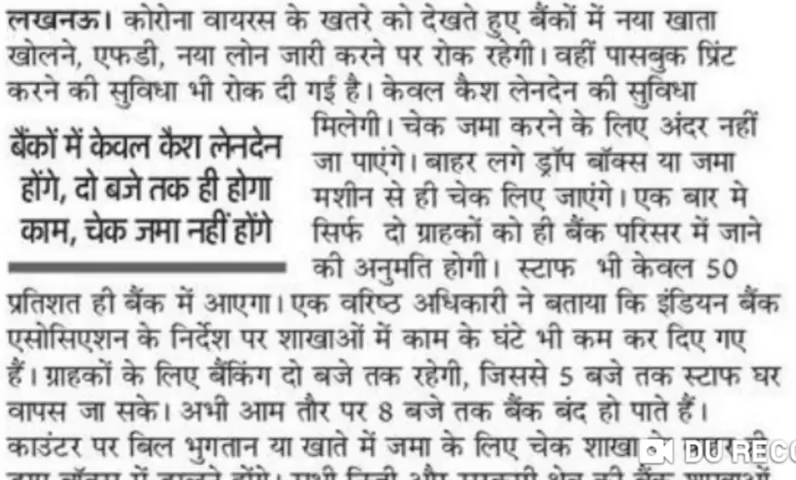 लखनऊ। कोरोना वायरस के खतरे को देखते हुए बैंकों में नया खाता
खोलने, एफडी, नया लोन जारी करने पर रोक रहेगी। वहीं पासबुक प्रिंट
करने की सुविधा भी रोक दी गई है। केवल कैश लेनदेन की सुविधा
बैंकों में केवल कैश लेनदेन
होंगे, दो बजे तक ही होगा
काम, चेक जमा नहीं होंगे
मिलेगी। चेक जमा करने के लिए अंदर नहीं
जा पाएंगे। बाहर लगे ड्रॉप बॉक्स या जमा
मशीन से ही चेक लिए जाएंगे। एक बार मे
सिर्फ दो ग्राहकों को ही बैंक परिसर में जाने
की अनुमति होगी। स्टाफ भी केवल 50
प्रतिशत ही बैंक में आएगा। एक वरिष्ठ अधिकारी ने बताया कि इंडियन बैंक
एसोसिएशन के निर्देश पर शाखाओं में काम के घंटे भी कम कर दिए गए
हैं। ग्राहकों के लिए बैंकिंग दो बजे तक रहेगी, जिससे 5 बजे तक स्टाफ घर
वापस जा सके। अभी आम तौर पर 8 बजे तक बैंक बंद हो पाते हैं।
काउंटर पर बिल भुगतान या खाते में जमा के लिए चेक शाखा
DU RECO